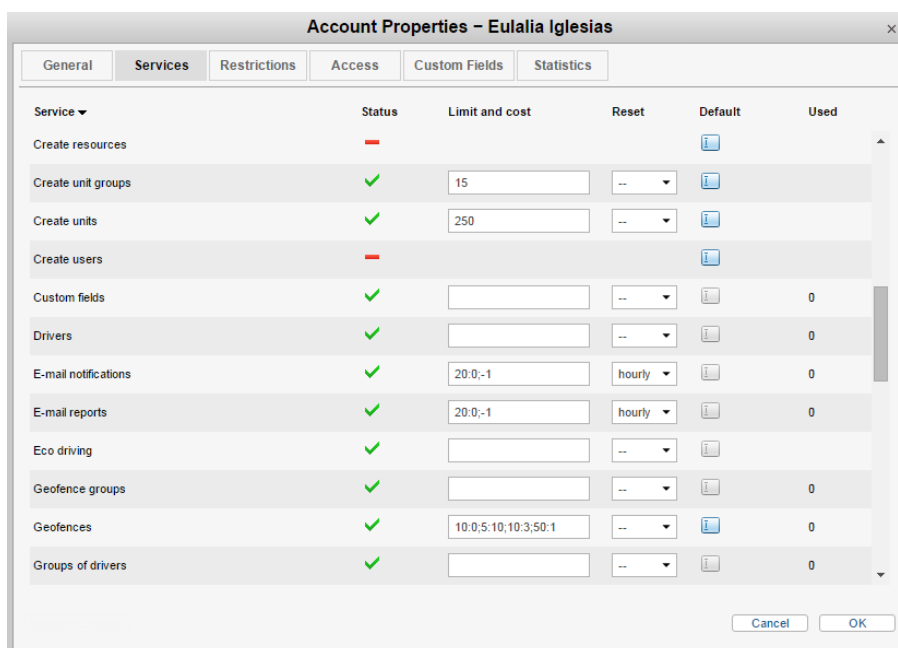 Account Properties – Eulalia Iglesias
General Services Restrictions Access Custom Fields Statistics
Service Status Limit and cost Reset Default Used
Create resources
Create unit groups 15 --
Create units 250 --
Create users
Custom fields -- 0
Drivers -- 0
E-mail notifications 20:0;-1 hourly 0
E-mail reports 20:0;-1 hourly 0
Eco driving --
Geofence groups -- 0
Geofences 10:0;5:10;10:3;50:1 -- 0
Groups of drivers -- 0
Cancel OK